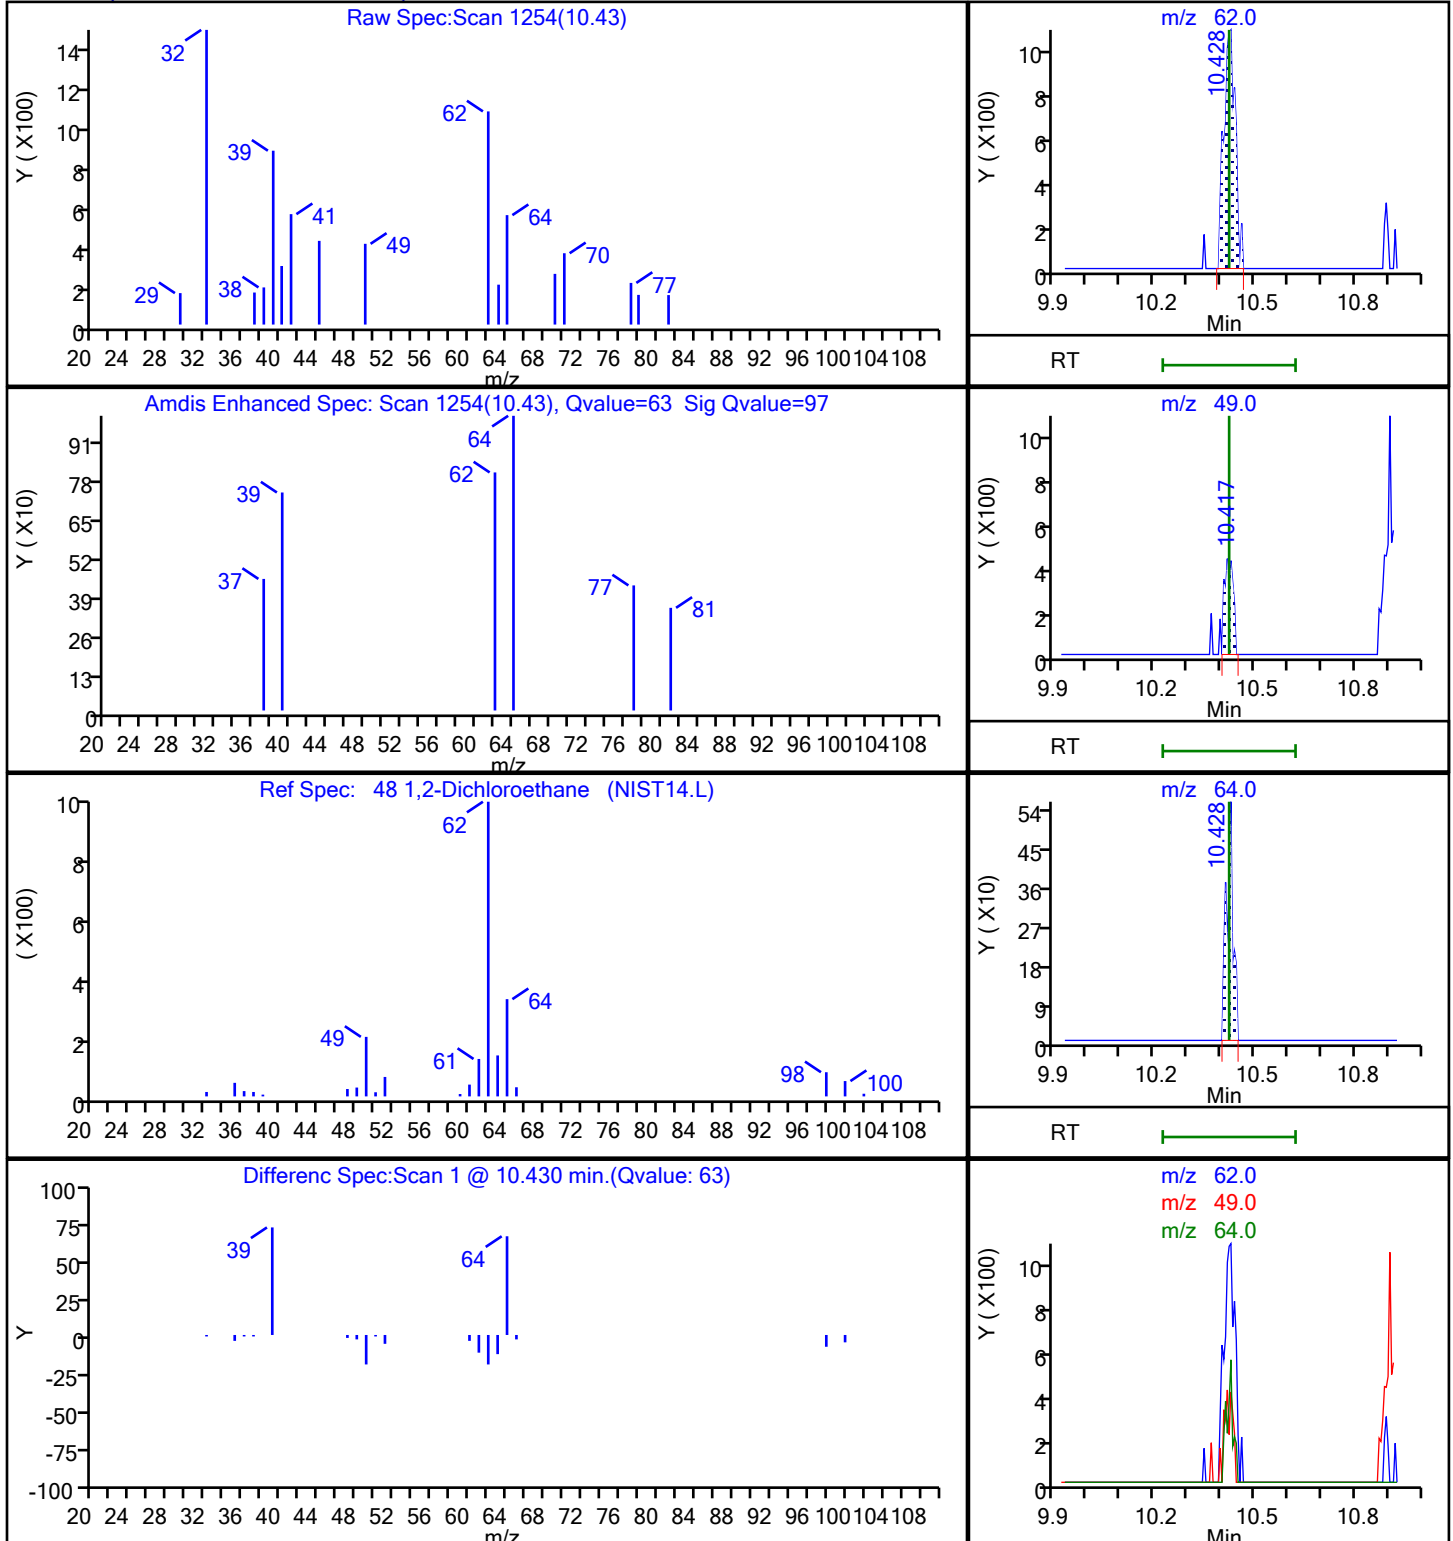 Raw Spec:Scan 1254(10.43)
Y ( X100)
14
12
10
8
6
4
2
0
32
62
39
41
64
49
70
29
38
77
20 24 28 32 36 40 44 48 52 56 60 64 68 72 76 80 84 88 92 96 100 104 108
m/z
m/z 62.0
Y ( X100)
10
8
6
4
2
0
10.428
9.9 10.2 10.5 10.8
Min
RT
Amdis Enhanced Spec: Scan 1254(10.43), Qvalue=63 Sig Qvalue=97
Y ( X10)
91
78
65
52
39
26
13
0
64
62
39
37
77
81
20 24 28 32 36 40 44 48 52 56 60 64 68 72 76 80 84 88 92 96 100 104 108
m/z
m/z 49.0
Y ( X100)
10
8
6
4
2
0
10.417
9.9 10.2 10.5 10.8
Min
RT
Ref Spec: 48 1,2-Dichloroethane (NIST14.L)
( X100)
10
8
6
4
2
0
62
64
49
61
98
100
20 24 28 32 36 40 44 48 52 56 60 64 68 72 76 80 84 88 92 96 100 104 108
m/z 64.0
Y ( X10)
54
45
36
27
18
9
0
10.428
9.9 10.2 10.5 10.8
Min
RT
Differenc Spec:Scan 1 @ 10.430 min.(Qvalue: 63)
Y
100
75
50
25
0
-25
-50
-75
-100
39
64
20 24 28 32 36 40 44 48 52 56 60 64 68 72 76 80 84 88 92 96 100 104 108
m/z
m/z 62.0
m/z 49.0
m/z 64.0
Y ( X100)
10
8
6
4
2
0
9.9 10.2 10.5 10.8
Min